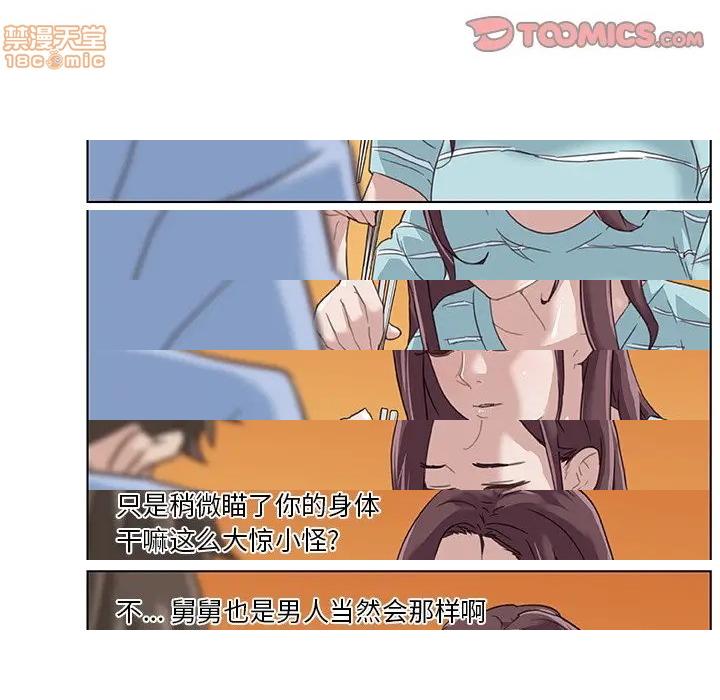 禁漫天堂
18comic
TOOMICS.COM
只是稍微瞄了你的身体
干嘛这么大惊小怪?
不... 舅舅也是男人当然会那样啊